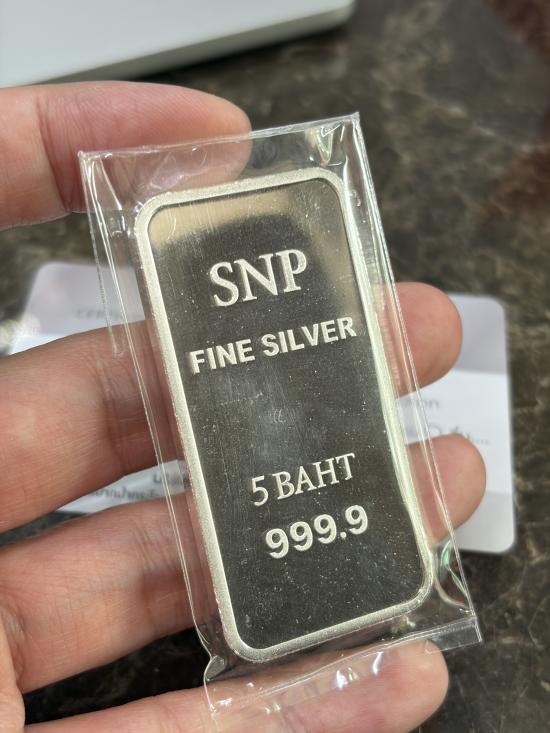 SNP
FINE SILVER
5 BAHT
999.9